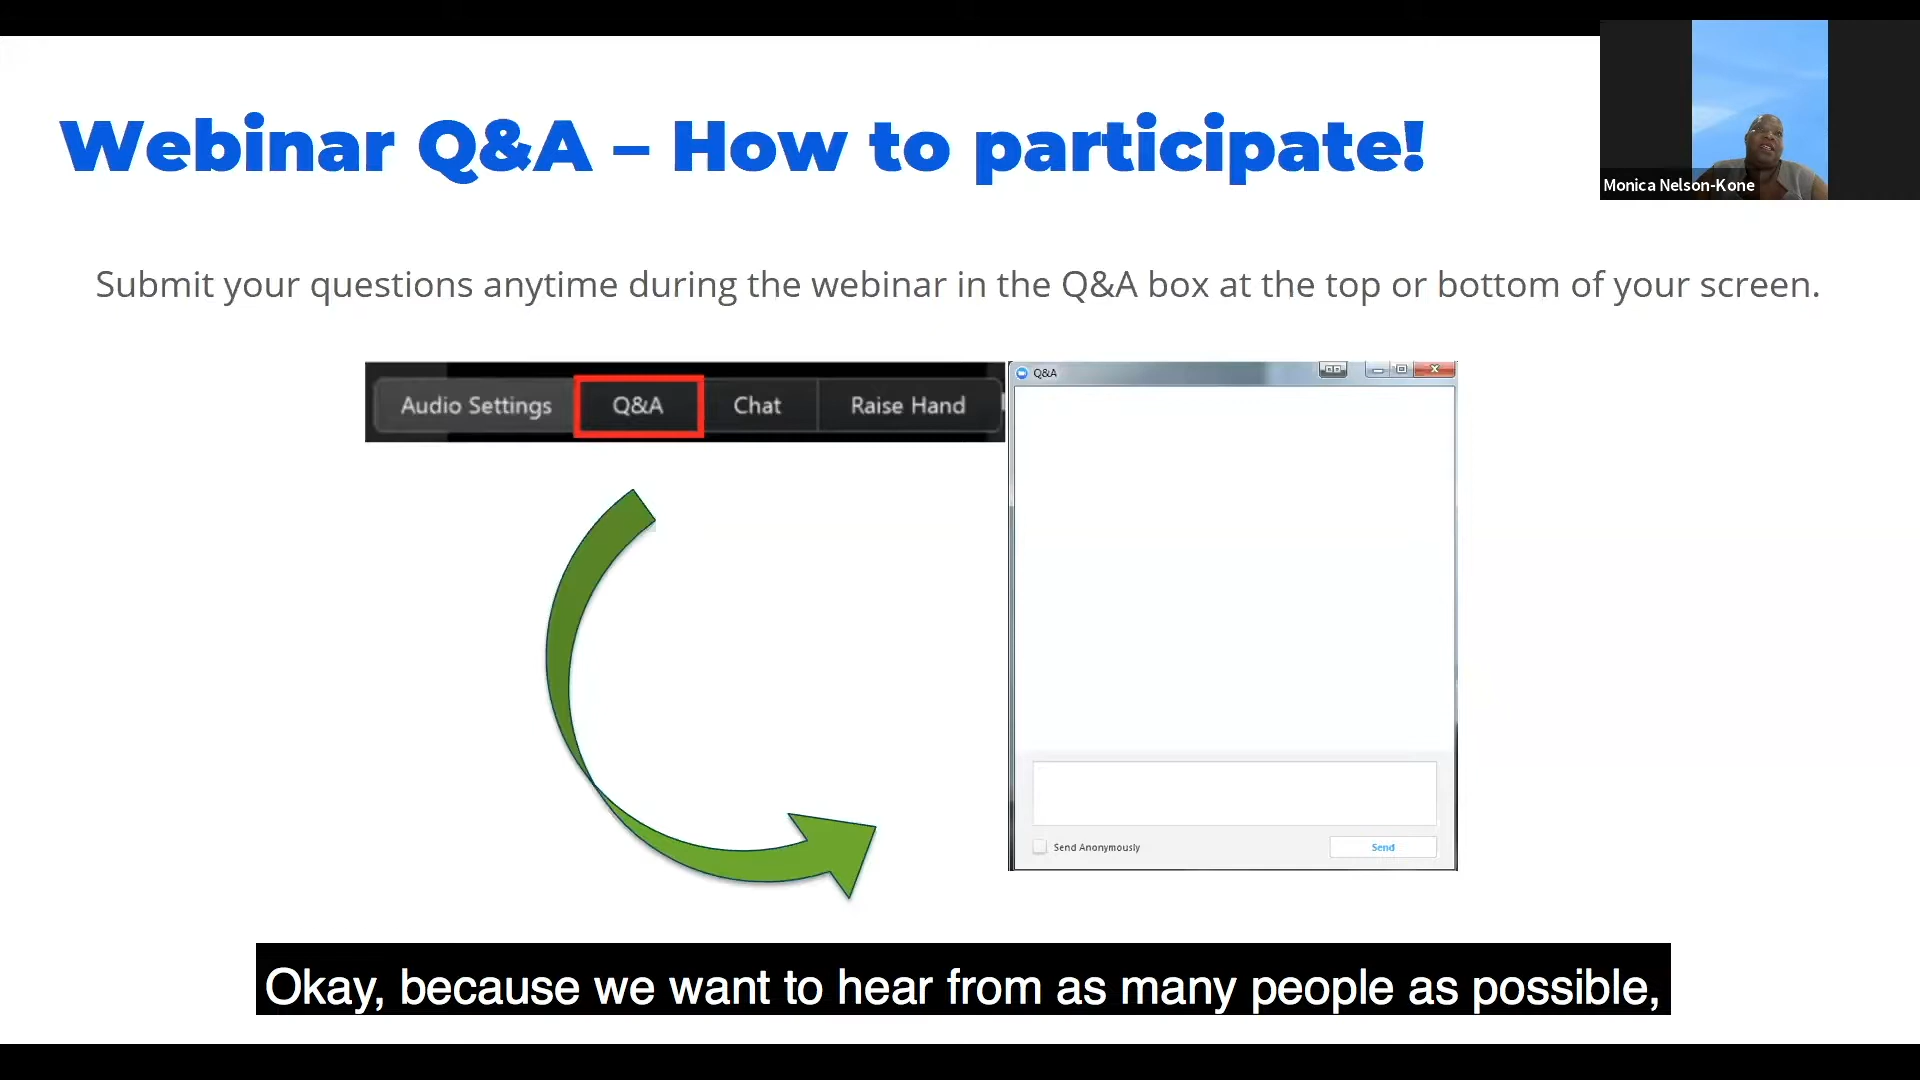 Webinar Q&A – How to participate!
Monica Nelson-Kone
Submit your questions anytime during the webinar in the Q&A box at the top or bottom of your screen.
Audio Settings Q&A Chat Raise Hand
Q&A
Send Anonymously Send
Okay, because we want to hear from as many people as possible,